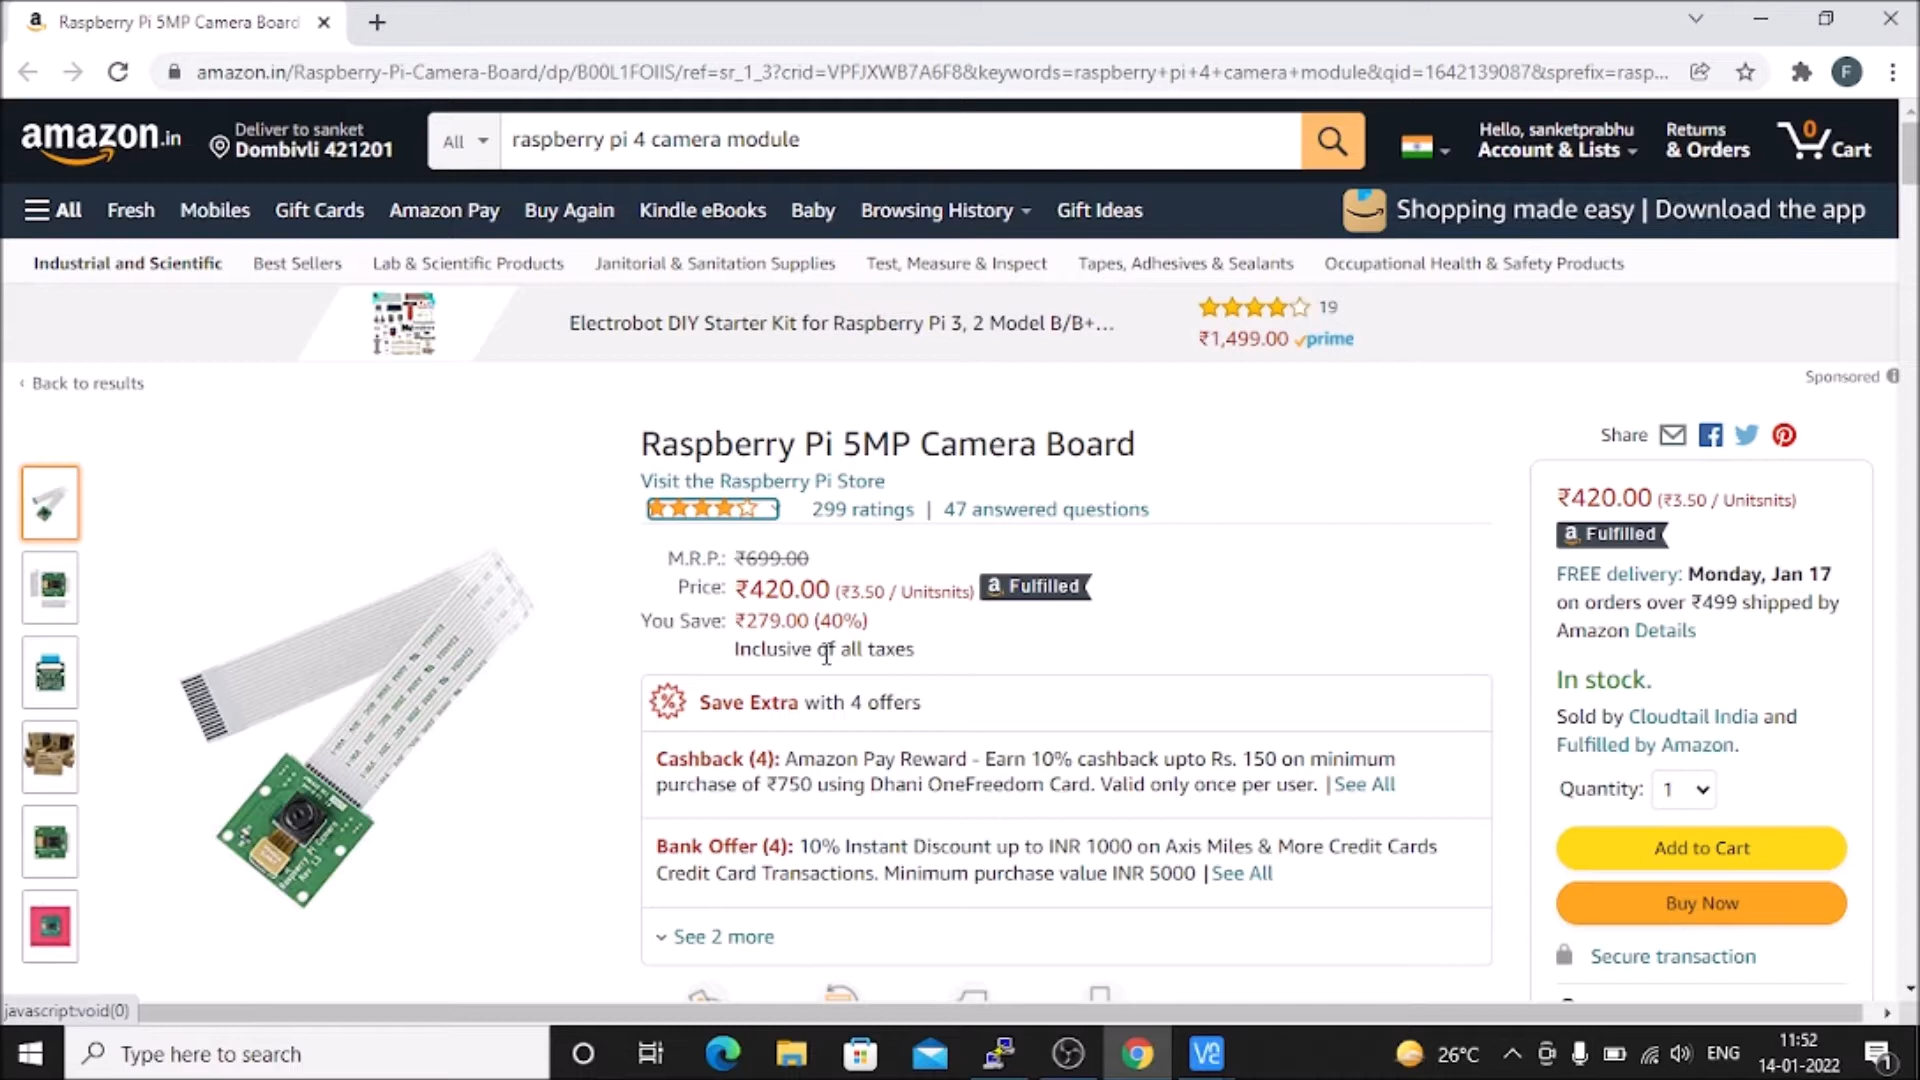 Raspberry Pi 5MP Camera Board
amazon.in/Raspberry-Pi-Camera-Board/dp/B00L1FOIIS/ref=sr_1_3?crid=VPFJXWB7A6F8&keywords=raspberry+pi+4+camera+module&qid=1642139087&sprefix=rasp...
F
amazon.in
Deliver to sanket
Dombivli 421201
All
raspberry pi 4 camera module
Hello, sanketprabhu
Account & Lists
Returns
& Orders
0
Cart
All
Fresh
Mobiles
Gift Cards
Amazon Pay
Buy Again
Kindle eBooks
Baby
Browsing History
Gift Ideas
Shopping made easy | Download the app
Industrial and Scientific
Best Sellers
Lab & Scientific Products
Janitorial & Sanitation Supplies
Test, Measure & Inspect
Tapes, Adhesives & Sealants
Occupational Health & Safety Products
Electrobot DIY Starter Kit for Raspberry Pi 3, 2 Model B/B+...
19
₹1,499.00 prime
‹ Back to results
Sponsored
Raspberry Pi 5MP Camera Board
Visit the Raspberry Pi Store
299 ratings | 47 answered questions
M.R.P.: ₹699.00
Price: ₹420.00 (₹3.50 / Unitsnits) a Fulfilled
You Save: ₹279.00 (40%)
Inclusive of all taxes
Save Extra with 4 offers
Cashback (4): Amazon Pay Reward - Earn 10% cashback upto Rs. 150 on minimum
purchase of ₹750 using Dhani OneFreedom Card. Valid only once per user. | See All
Bank Offer (4): 10% Instant Discount up to INR 1000 on Axis Miles & More Credit Cards
Credit Card Transactions. Minimum purchase value INR 5000 | See All
See 2 more
Share
₹420.00 (₹3.50 / Unitsnits)
a Fulfilled
FREE delivery: Monday, Jan 17
on orders over ₹499 shipped by
Amazon Details
In stock.
Sold by Cloudtail India and
Fulfilled by Amazon.
Quantity: 1
Add to Cart
Buy Now
Secure transaction
javascript:void(0)
Type here to search
26°C
ENG
11:52
14-01-2022
1